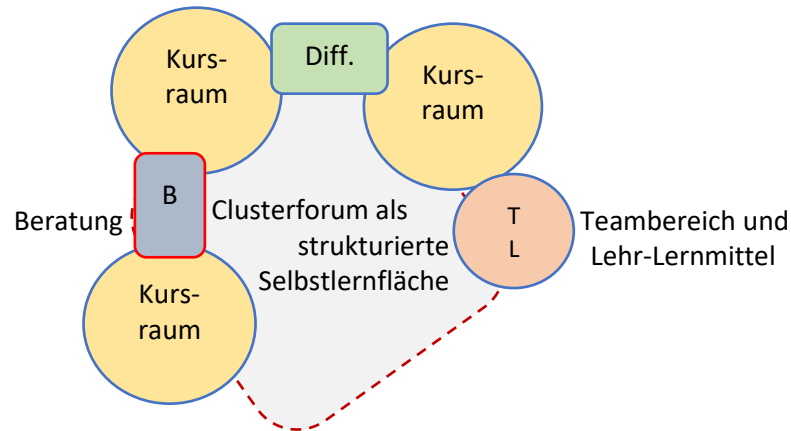 Kurs-
raum
Diff.
Kurs-
raum
B
Beratung
Clusterforum als
strukturierte
Selbstlernfläche
T
L
Teambereich und
Lehr-Lernmittel
Kurs-
raum